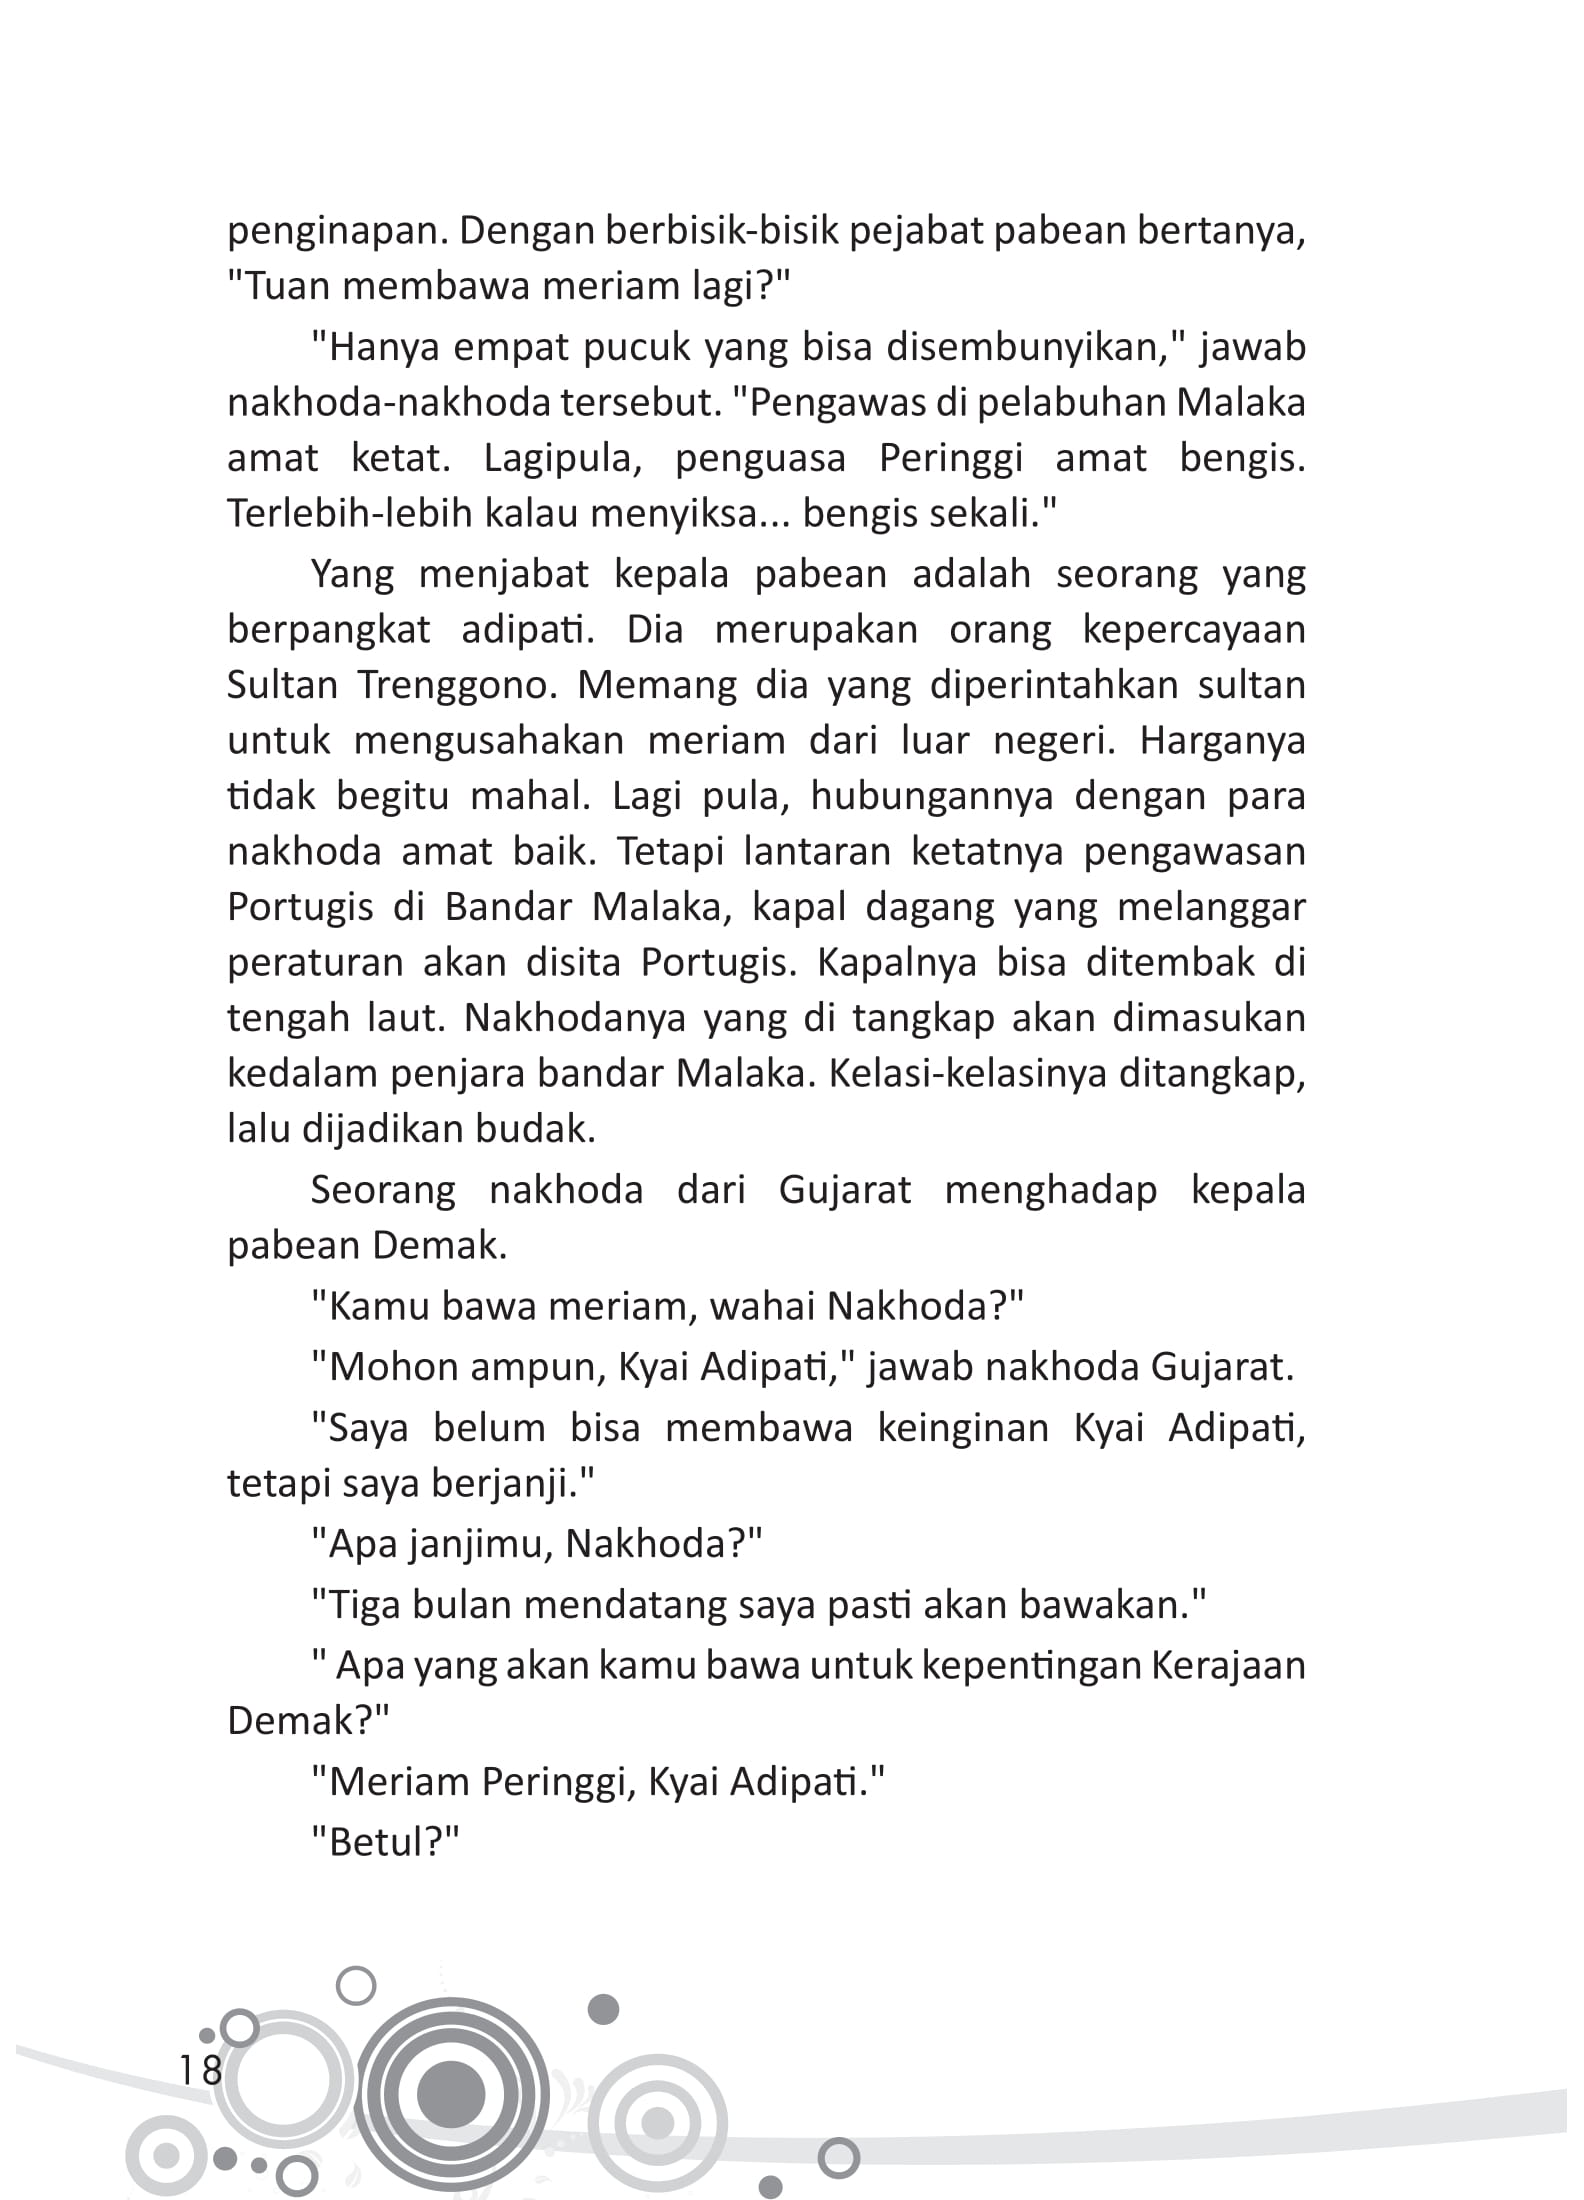 penginapan. Dengan berbisik-bisik pejabat pabean bertanya,
"Tuan membawa meriam lagi?"
"Hanya empat pucuk yang bisa disembunyikan," jawab
nakhoda-nakhoda tersebut. "Pengawas di pelabuhan Malaka
amat ketat. Lagipula, penguasa Peringgi amat bengis.
Terlebih-lebih kalau menyiksa... bengis sekali."
Yang menjabat kepala pabean adalah seorang yang
berpangkat adipati. Dia merupakan orang kepercayaan
Sultan Trenggono. Memang dia yang diperintahkan sultan
untuk mengusahakan meriam dari luar negeri. Harganya
tidak begitu mahal. Lagi pula, hubungannya dengan para
nakhoda amat baik. Tetapi lantaran ketatnya pengawasan
Portugis di Bandar Malaka, kapal dagang yang melanggar
peraturan akan disita Portugis. Kapalnya bisa ditembak di
tengah laut. Nakhodanya yang di tangkap akan dimasukan
kedalam penjara bandar Malaka. Kelasi-kelasinya ditangkap,
lalu dijadikan budak.
Seorang nakhoda dari Gujarat menghadap kepala
pabean Demak.
"Kamu bawa meriam, wahai Nakhoda?"
"Mohon ampun, Kyai Adipati," jawab nakhoda Gujarat.
"Saya belum bisa membawa keinginan Kyai Adipati,
tetapi saya berjanji."
"Apa janjimu, Nakhoda?"
"Tiga bulan mendatang saya pasti akan bawakan."
" Apa yang akan kamu bawa untuk kepentingan Kerajaan
Demak?"
"Meriam Peringgi, Kyai Adipati."
"Betul?"
18